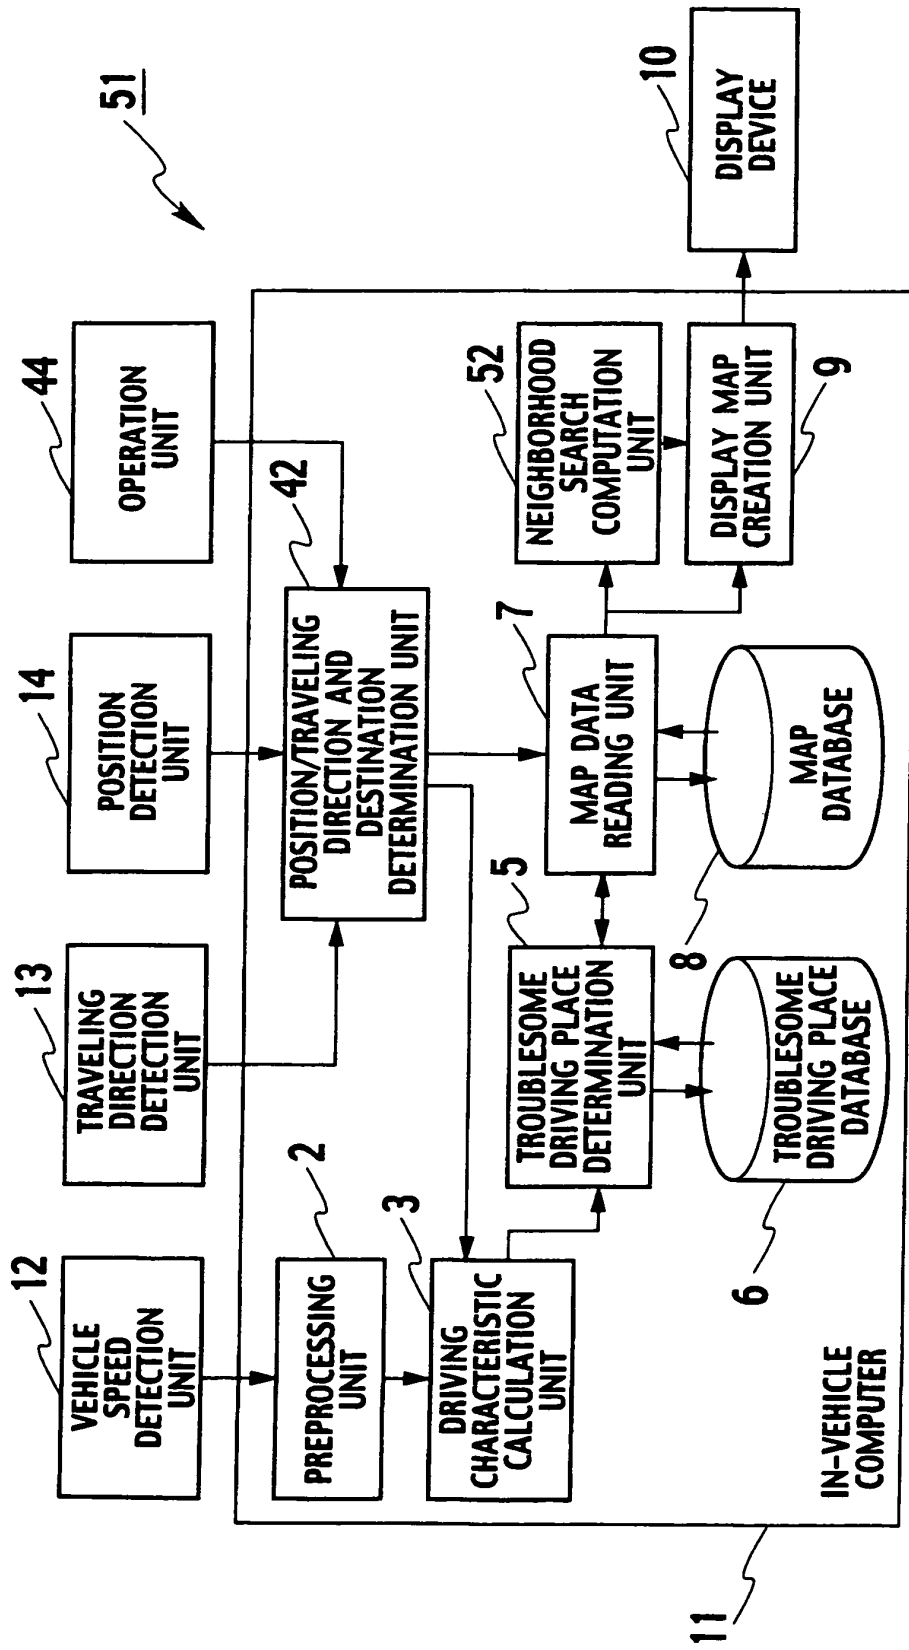 51
12
VEHICLE
SPEED
DETECTION
UNIT
13
TRAVELING
DIRECTION
DETECTION
UNIT
14
POSITION
DETECTION
UNIT
44
OPERATION
UNIT
2
PREPROCESSING
UNIT
42
POSITION/TRAVELING
DIRECTION AND
DESTINATION
DETERMINATION UNIT
3
DRIVING
CHARACTERISTIC
CALCULATION
UNIT
5
TROUBLESOME
DRIVING PLACE
DETERMINATION
UNIT
7
MAP DATA
READING UNIT
52
NEIGHBORHOOD
SEARCH
COMPUTATION
UNIT
10
DISPLAY
DEVICE
DISPLAY MAP
CREATION UNIT
9
6
TROUBLESOME
DRIVING PLACE
DATABASE
8
MAP
DATABASE
IN-VEHICLE
COMPUTER
11